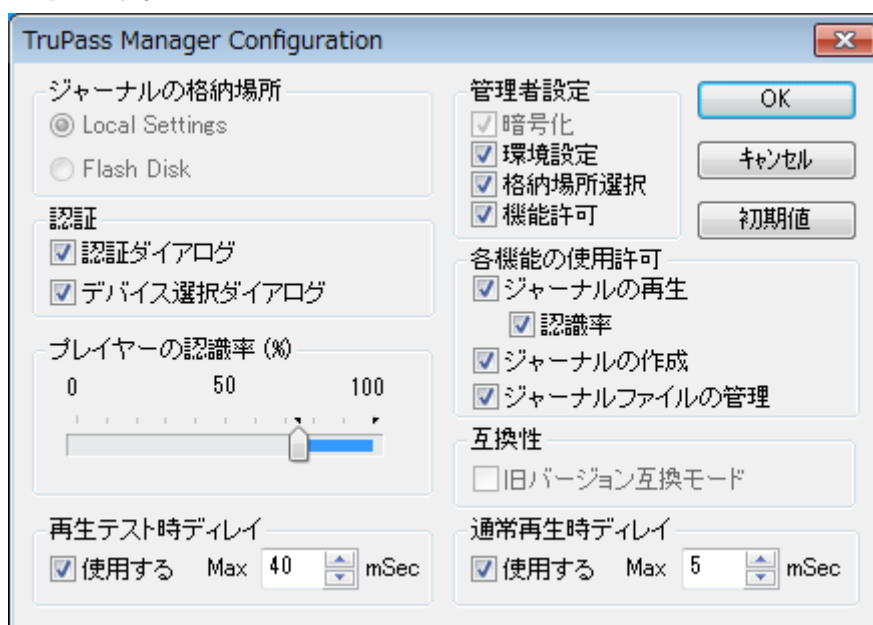 TruPass Manager Configuration
ジャーナルの格納場所
Local Settings
Flash Disk
認証
認証ダイアログ
デバイス選択ダイアログ
プレイヤーの認識率 (%)
0 50 100
再生テスト時ディレイ
使用する Max 40 mSec
管理者設定
暗号化
環境設定
格納場所選択
機能許可
OK
キャンセル
初期値
各機能の使用許可
ジャーナルの再生
認識率
ジャーナルの作成
ジャーナルファイルの管理
互換性
旧バージョン互換モード
通常再生時ディレイ
使用する Max 5 mSec